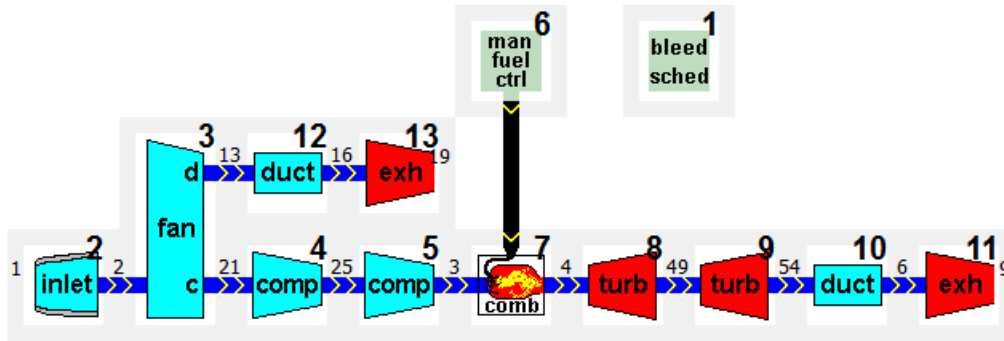 6
man
fuel
ctrl
1
bleed
sched
3
12
13
13
16
19
d
duct
exh
fan
2
4
5
7
8
9
10
11
1
2
21
25
3
4
49
54
6
9
inlet
c
comp
comp
comb
turb
turb
duct
exh